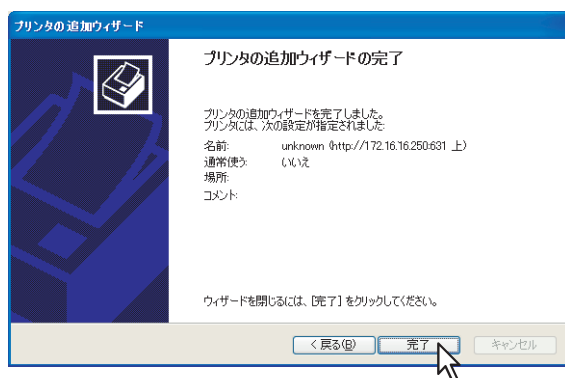 プリンタの追加ウィザード
プリンタの追加ウィザードの完了
プリンタの追加ウィザードを完了しました。
プリンタには、次の設定が指定されました:
名前: unknown (http://172.16.16.250:631 上)
通常使う: いいえ
場所:
コメント:
ウィザードを閉じるには、[完了] をクリックしてください。
< 戻る(B) 完了 キャンセル